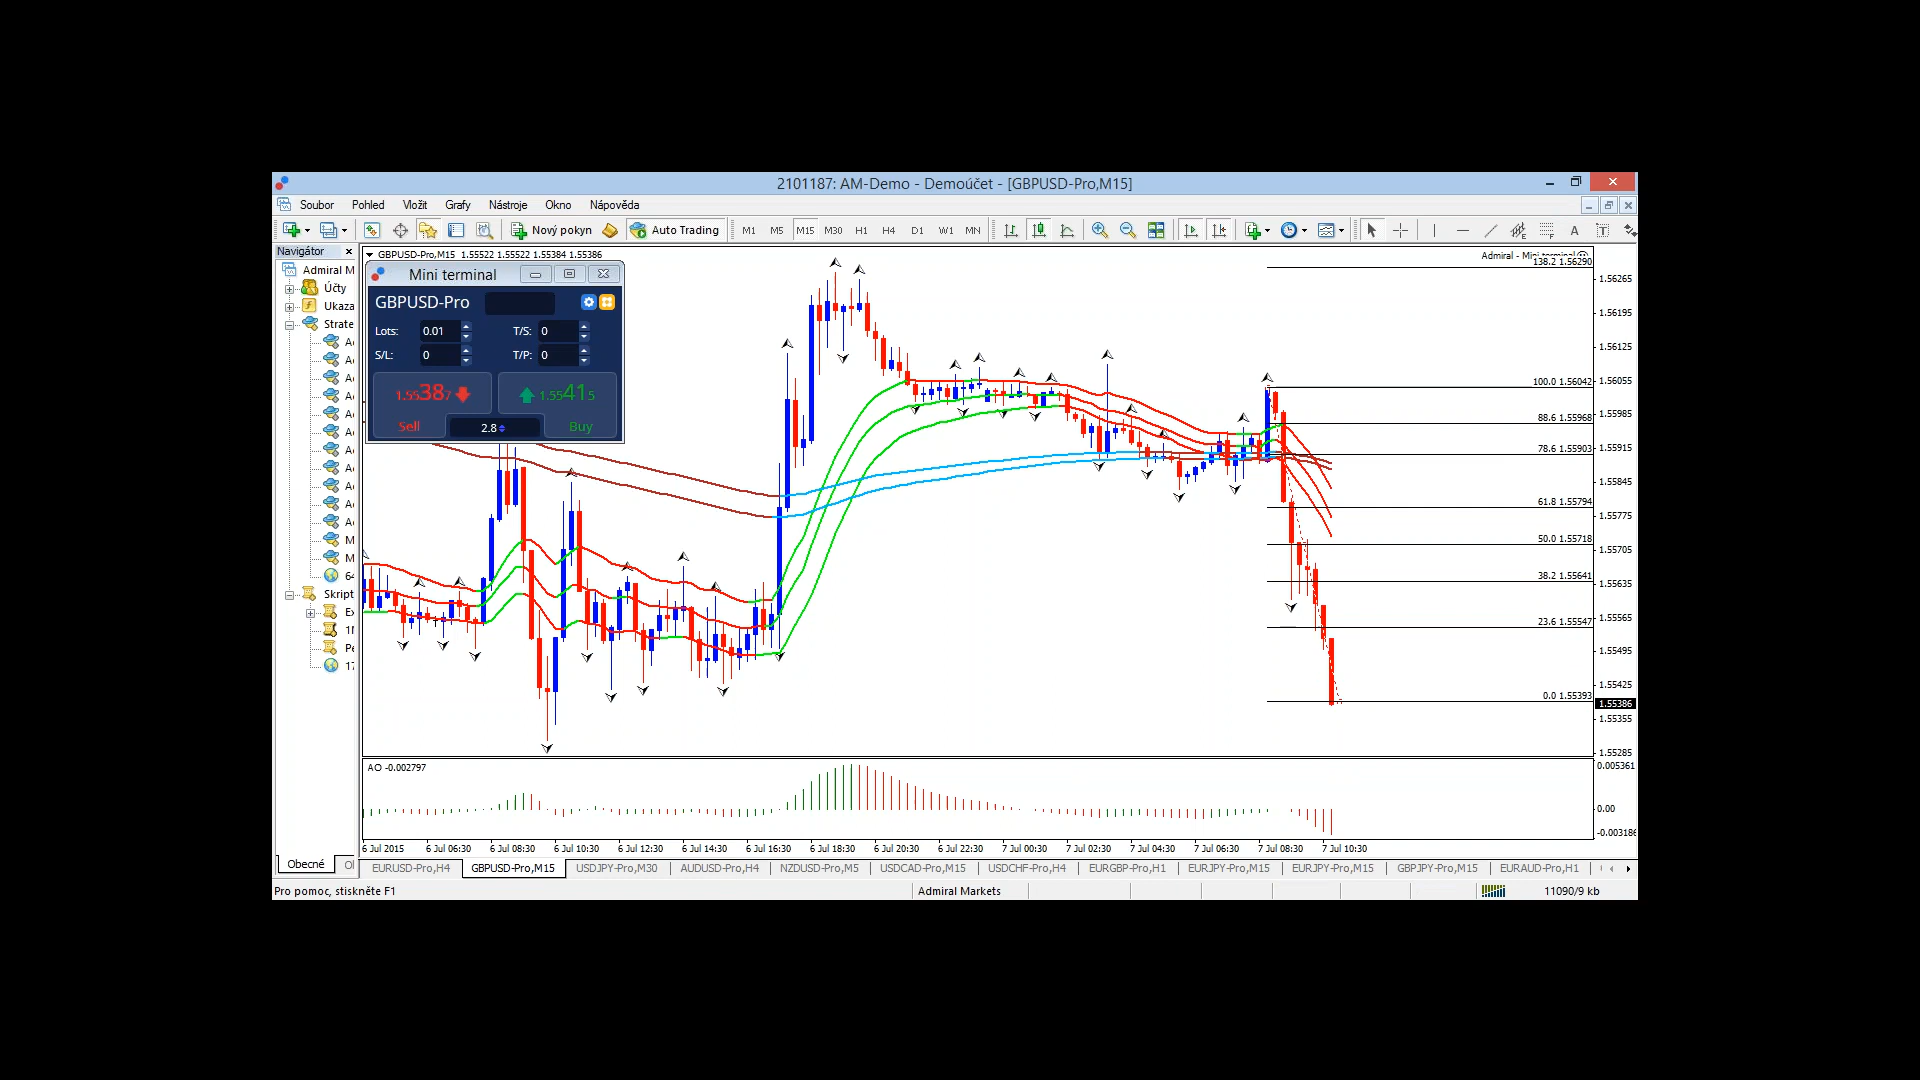 2101187: AM-Demo - Demoúčet - [GBPUSD-Pro,M15]
Soubor Pohled Vložit Grafy Nástroje Okno Nápověda
Nový pokyn Auto Trading M1 M5 M15 M30 H1 H4 D1 W1 MN
Navigátor
Admiral M
Účty
Ukaza
Strate
Skript
Obecné
GBPUSD-Pro,M15 1.55522 1.55522 1.55384 1.55386
Mini terminal
GBPUSD-Pro
Lots: 0.01 T/S: 0
S/L: 0 T/P: 0
1.55387 1.55415
Sell 2.8 Buy
138.2 1.56290
100.0 1.56042
88.6 1.55968
78.6 1.55903
61.8 1.55794
50.0 1.55718
38.2 1.55641
23.6 1.55547
0.0 1.55393
1.56265
1.56195
1.56125
1.56055
1.55985
1.55915
1.55845
1.55775
1.55705
1.55635
1.55565
1.55495
1.55425
1.55386
1.55355
1.55285
AO -0.002797
0.005361
0.00
-0.003186
6 Jul 2015 6 Jul 06:30 6 Jul 08:30 6 Jul 10:30 6 Jul 12:30 6 Jul 14:30 6 Jul 16:30 6 Jul 18:30 6 Jul 20:30 6 Jul 22:30 7 Jul 00:30 7 Jul 02:30 7 Jul 04:30 7 Jul 06:30 7 Jul 08:30 7 Jul 10:30
EURUSD-Pro,H4 GBPUSD-Pro,M15 USDJPY-Pro,M30 AUDUSD-Pro,H4 NZDUSD-Pro,M5 USDCAD-Pro,M15 USDCHF-Pro,H4 EURGBP-Pro,H1 EURJPY-Pro,M15 EURJPY-Pro,M15 GBPJPY-Pro,M15 EURAUD-Pro,H1
Pro pomoc, stiskněte F1 Admiral Markets 11090/9 kb